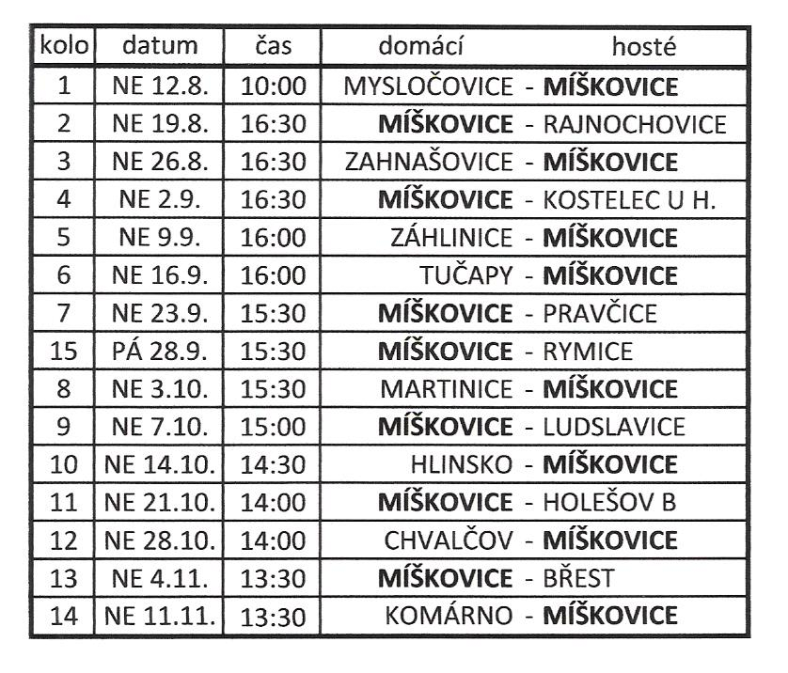 kolo datum čas domácí hosté
1 NE 12.8. 10:00 MYSLOČOVICE - MÍŠKOVICE
2 NE 19.8. 16:30 MÍŠKOVICE - RAJNOCHOVICE
3 NE 26.8. 16:30 ZAHNAŠOVICE - MÍŠKOVICE
4 NE 2.9. 16:30 MÍŠKOVICE - KOSTELEC U H.
5 NE 9.9. 16:00 ZÁHLINICE - MÍŠKOVICE
6 NE 16.9. 16:00 TUČAPY - MÍŠKOVICE
7 NE 23.9. 15:30 MÍŠKOVICE - PRAVČICE
15 PÁ 28.9. 15:30 MÍŠKOVICE - RYMICE
8 NE 3.10. 15:30 MARTINICE - MÍŠKOVICE
9 NE 7.10. 15:00 MÍŠKOVICE - LUDSLAVICE
10 NE 14.10. 14:30 HLINSKO - MÍŠKOVICE
11 NE 21.10. 14:00 MÍŠKOVICE - HOLEŠOV B
12 NE 28.10. 14:00 CHVALČOV - MÍŠKOVICE
13 NE 4.11. 13:30 MÍŠKOVICE - BŘEST
14 NE 11.11. 13:30 KOMÁRNO - MÍŠKOVICE